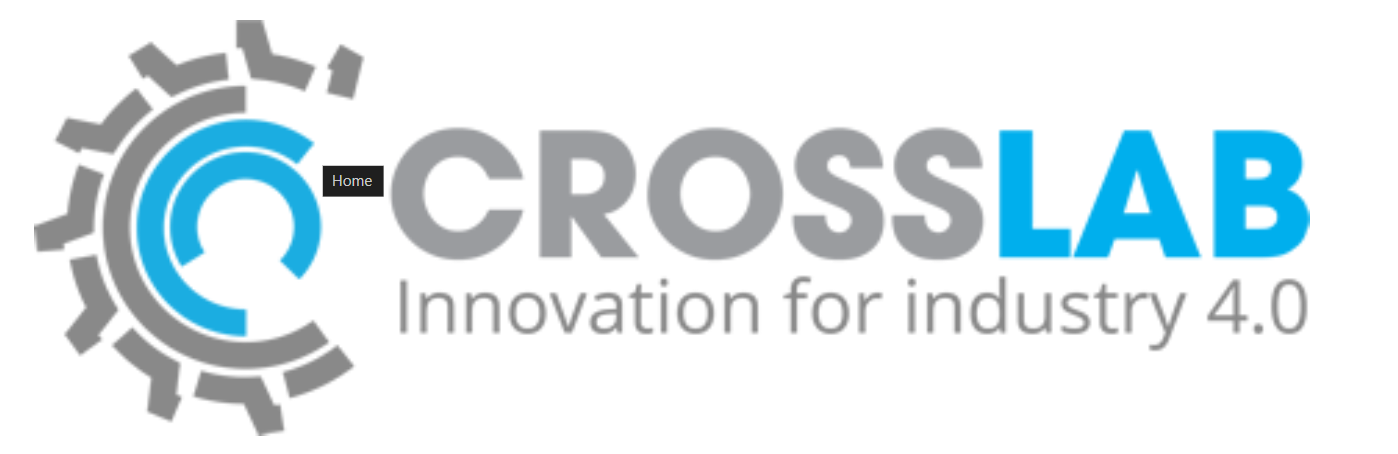 Home
CROSSLAB
Innovation for industry 4.0